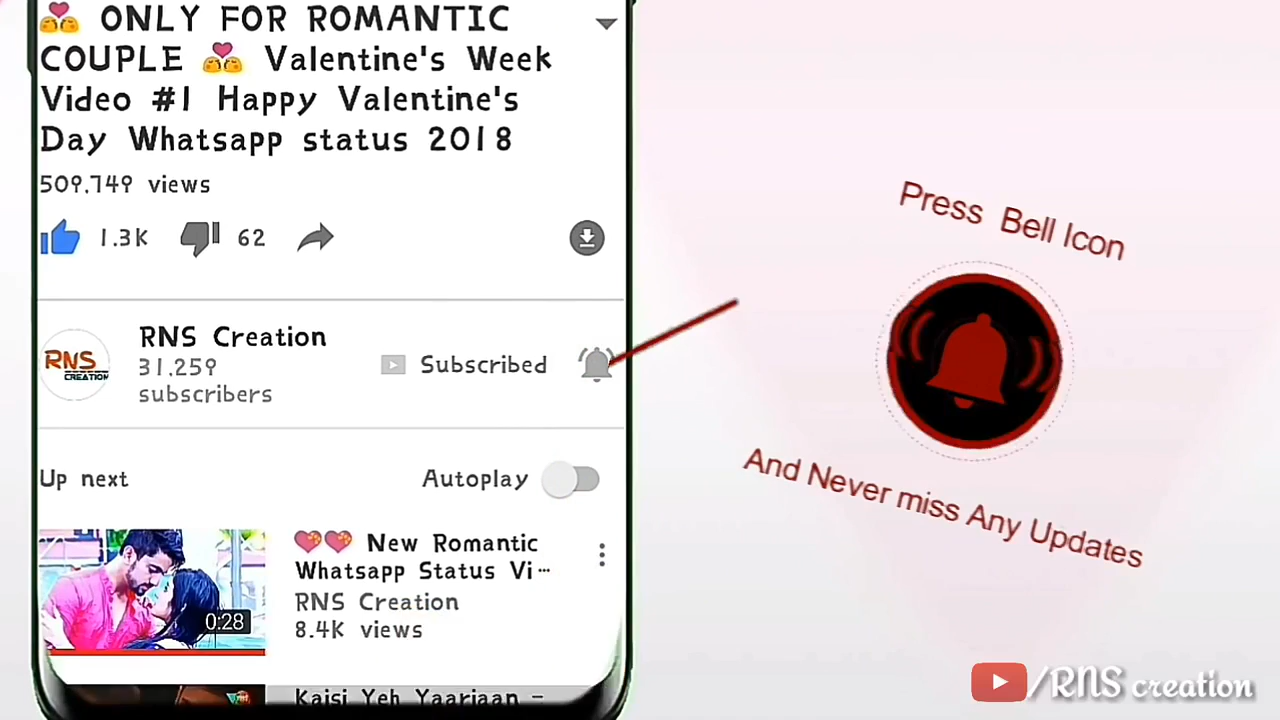 💏 ONLY FOR ROMANTIC
COUPLE 💏 Valentine's Week
Video #1 Happy Valentine's
Day Whatsapp status 2018
509,749 views
1.3K
62
RNS
CREATION
RNS Creation
31,259
subscribers
Subscribed
Up next
Autoplay
0:28
💖💖 New Romantic
Whatsapp Status Vi...
RNS Creation
8.4K views
Kaisi Yeh Yaariaan -
Press Bell Icon
And Never miss Any Updates
/RNS creation